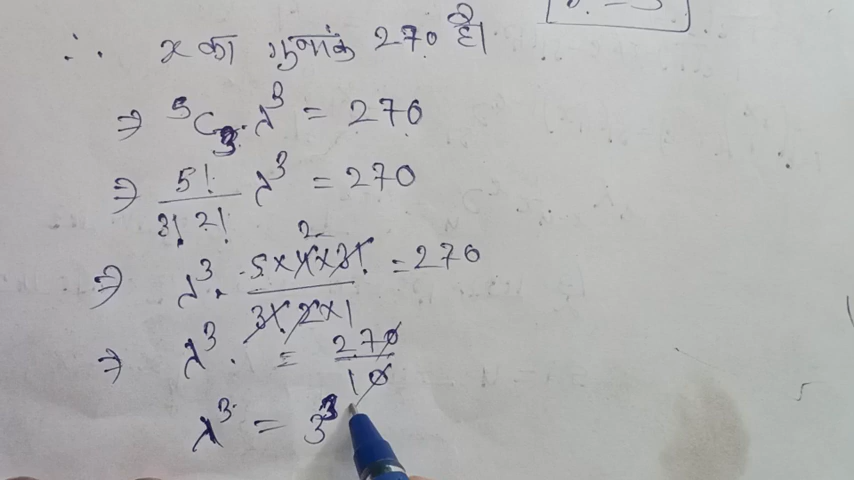 r = 3
∴ x का गुणांक 270 है।
⇒ ⁵C₃ · λ³ = 270
⇒ 5!/3! 2! λ³ = 270
⇒ λ³ · 5×4×3!/3! 2×1 = 270
⇒ λ³ · = 270/10
λ³ = 3³